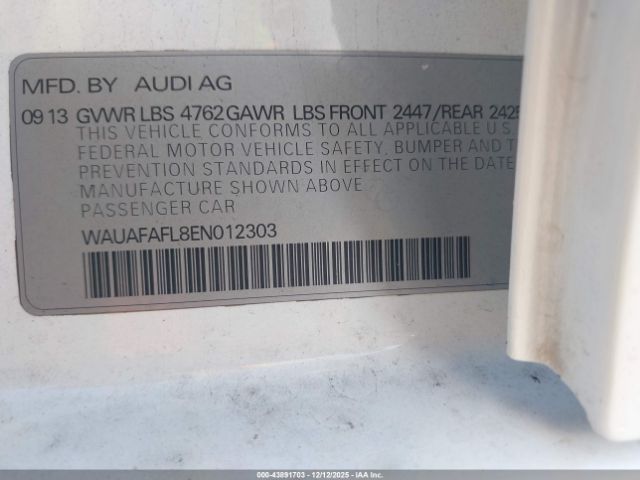 MFD. BY AUDI AG
09 13 GVWR LBS 4762 GAWR LBS FRONT 2447/REAR 2425
THIS VEHICLE CONFORMS TO ALL APPLICABLE U.S.
FEDERAL MOTOR VEHICLE SAFETY, BUMPER AND T
PREVENTION STANDARDS IN EFFECT ON THE DATE
MANUFACTURE SHOWN ABOVE
PASSENGER CAR
WAUAFAFL8EN012303
000-43891703 - 12/12/2025 - IAA Inc.